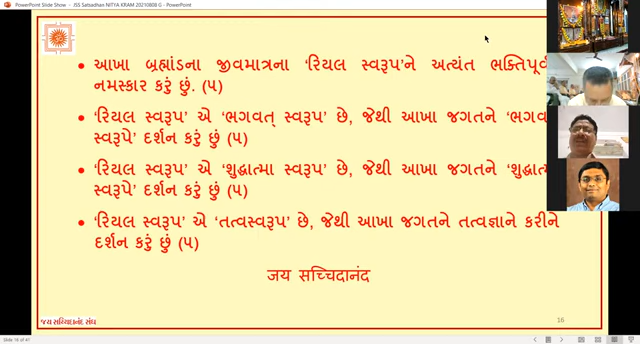 PowerPoint Slide Show - JSS Satsadhan NITYA KRAM 20210808 G - PowerPoint
• આખા બ્રહ્માંડના જીવમાત્રના ‘રિયલ સ્વરૂપ’ને અત્યંત
નમસ્કાર કરું છું. (૫)
• ‘રિયલ સ્વરૂપ’ એ ‘ભગવત્ સ્વરૂપ’ છે, જેથી આખા જગતને
સ્વરૂપે’ દર્શન કરું છું (૫)
• ‘રિયલ સ્વરૂપ’ એ ‘શુદ્ધાત્મા સ્વરૂપ’ છે, જેથી આખા જગતને
સ્વરૂપે’ દર્શન કરું છું (૫)
• ‘રિયલ સ્વરૂપ’ એ ‘તત્વસ્વરૂપ’ છે, જેથી આખા જગતને તત્વજ્ઞાને કરીને
દર્શન કરું છું (૫)
જય સચ્ચિદાનંદ
જય સચ્ચિદાનંદ સંઘ
16
Slide 16 of 41